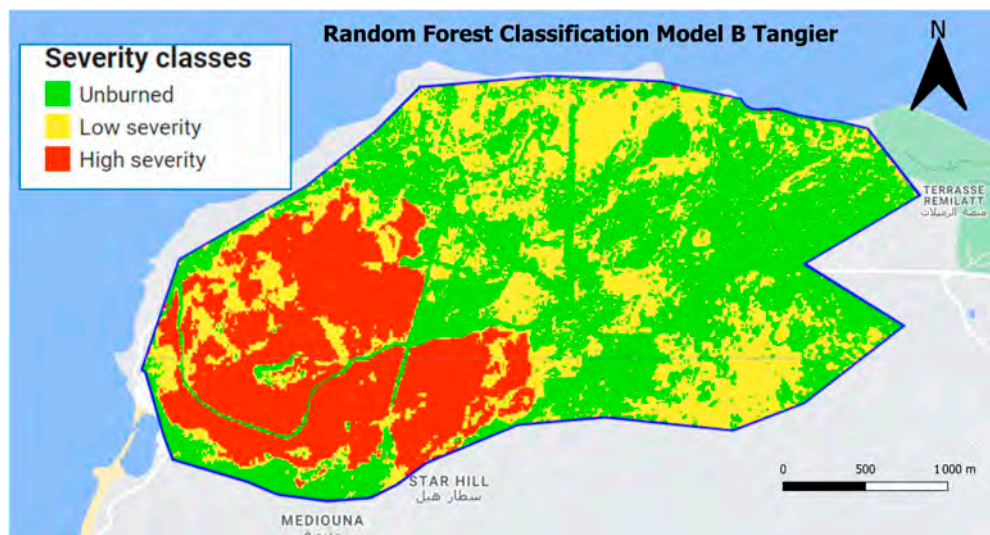 Random Forest Classification Model B Tangier
N
Severity classes
Unburned
Low severity
High severity
TERRASSE
REMILATT
منصة الرميلات
STAR HILL
سطار هيل
MEDIOUNA
0 500 1000 m